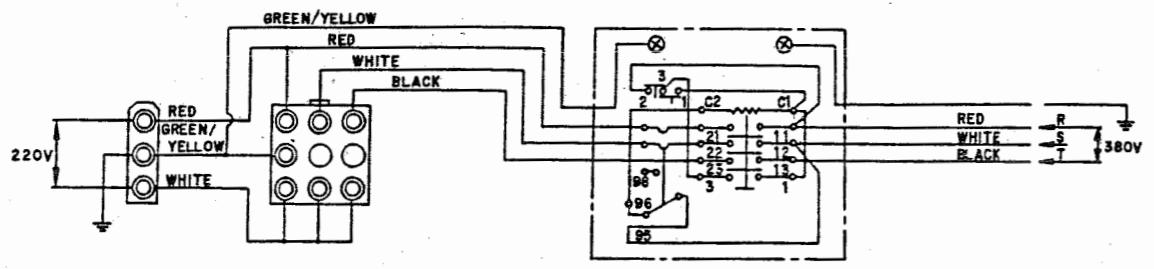 GREEN/YELLOW
RED
WHITE
BLACK
3
2 1
C2 C1
RED
GREEN/
YELLOW
WHITE
220V
21 11
22 12
23 13
3 1
98
96
95
RED R
WHITE S
BLACK T
380V